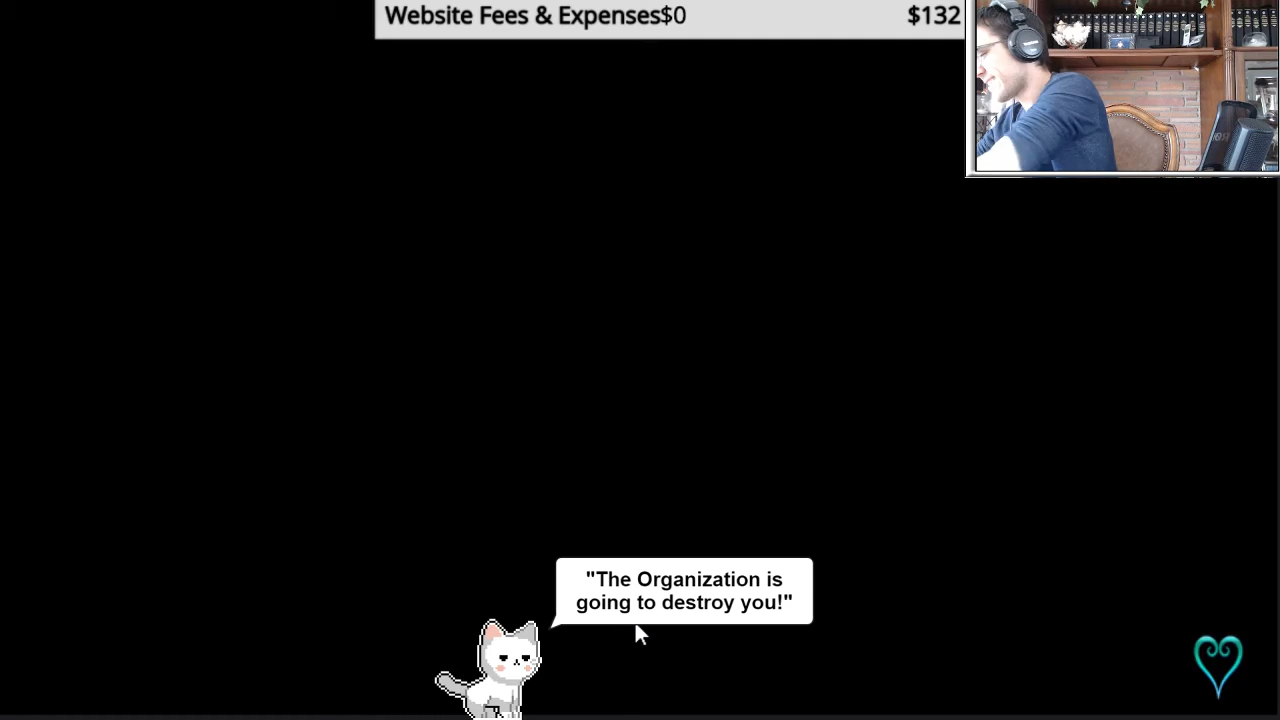 Website Fees & Expenses$0 $132
"The Organization is
going to destroy you!"